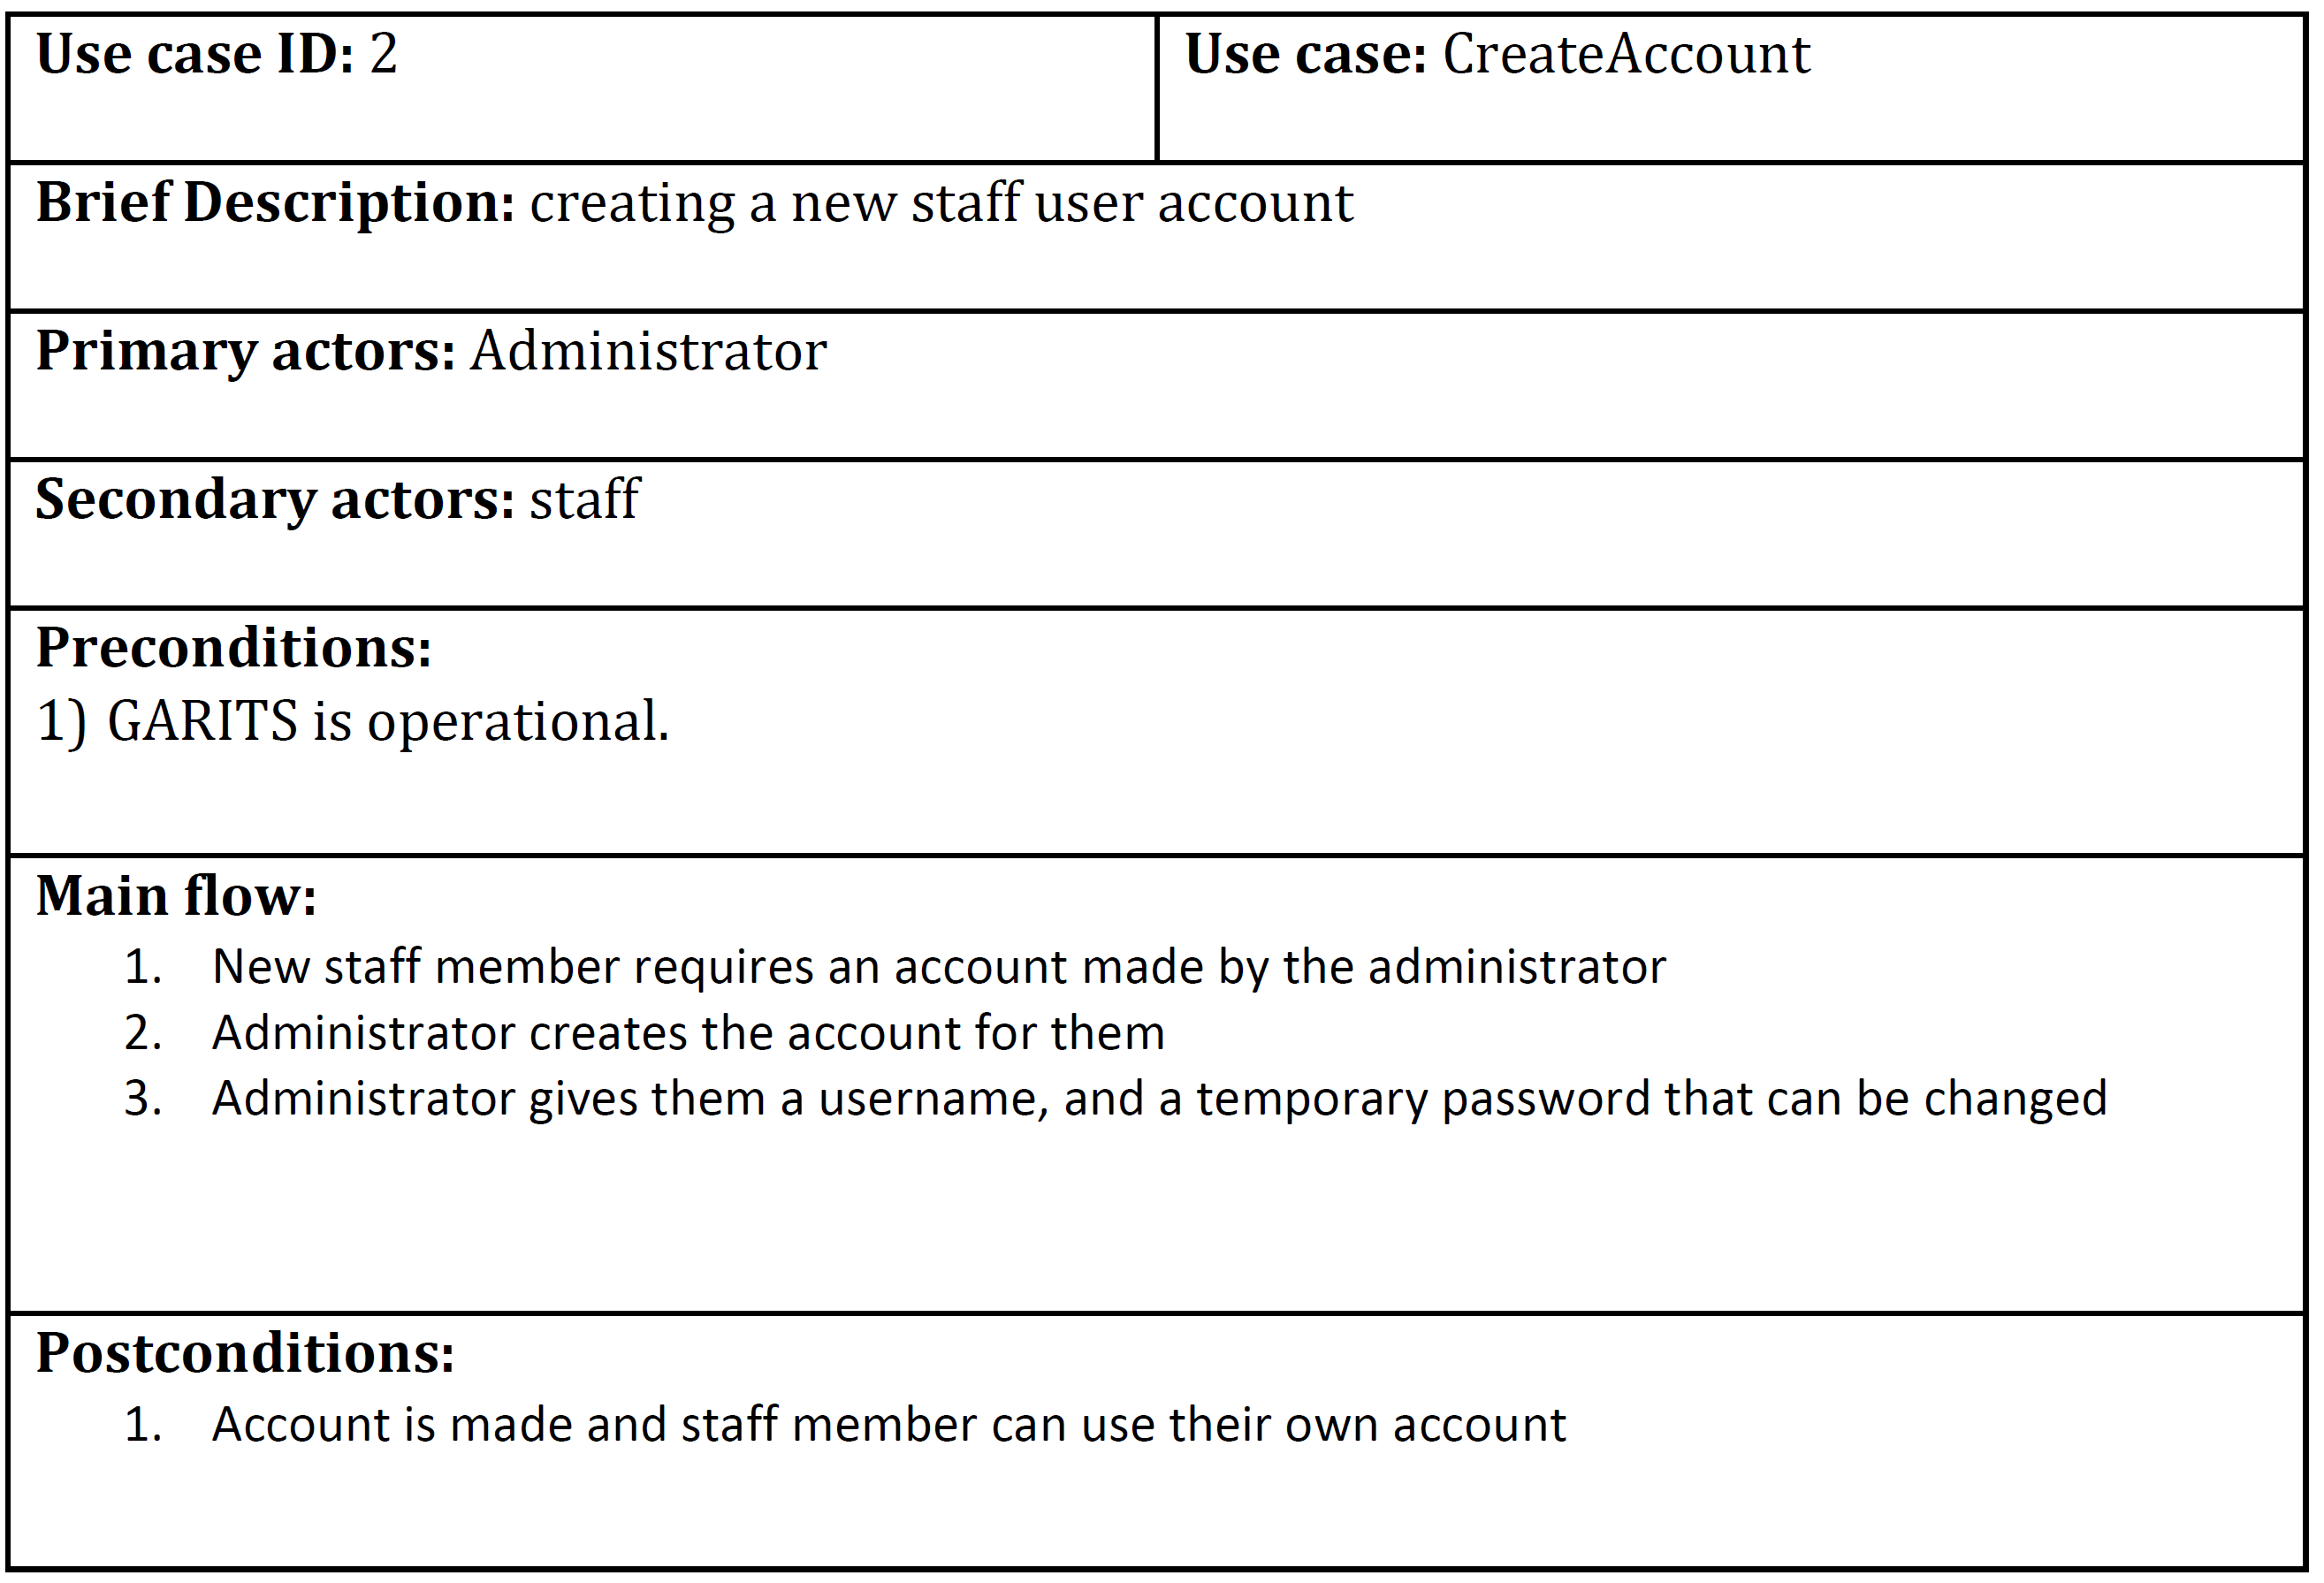 Use case ID: 2
Use case: CreateAccount
Brief Description: creating a new staff user account
Primary actors: Administrator
Secondary actors: staff
Preconditions:
1) GARITS is operational.
Main flow:
1. New staff member requires an account made by the administrator
2. Administrator creates the account for them
3. Administrator gives them a username, and a temporary password that can be changed
Postconditions:
1. Account is made and staff member can use their own account